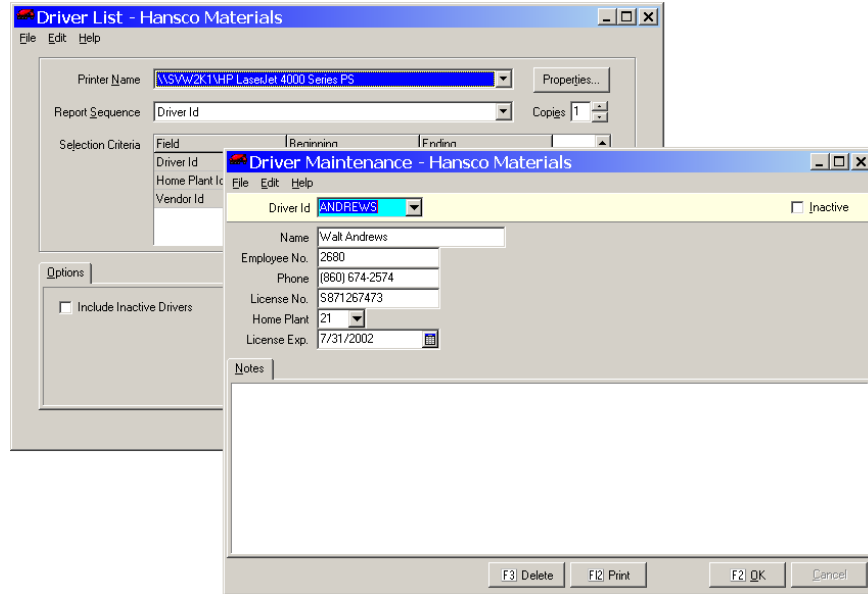 Driver List - Hansco Materials
File Edit Help
Printer Name \\SVW2K1\HP LaserJet 4000 Series PS Properties...
Report Sequence Driver Id Copies 1
Selection Criteria Field Beginning Ending
Driver Id
Home Plant Id
Vendor Id
Options
Include Inactive Drivers
Driver Maintenance - Hansco Materials
File Edit Help
Driver Id ANDREWS Inactive
Name Walt Andrews
Employee No. 2680
Phone (860) 674-2574
License No. S871267473
Home Plant 21
License Exp. 7/31/2002
Notes
F3 Delete F12 Print F2 OK Cancel